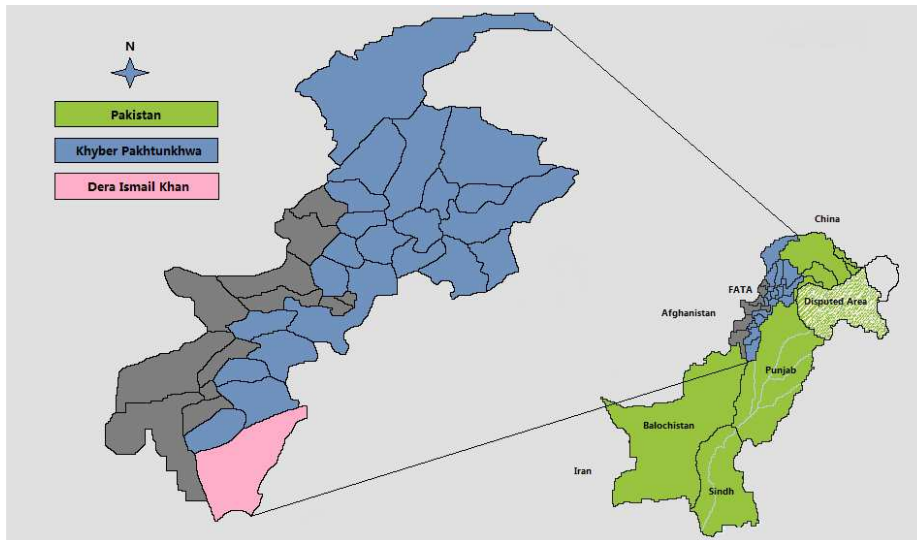 N
Pakistan
Khyber Pakhtunkhwa
Dera Ismail Khan
China
FATA
Disputed Area
Afghanistan
Punjab
Balochistan
Iran
Sindh